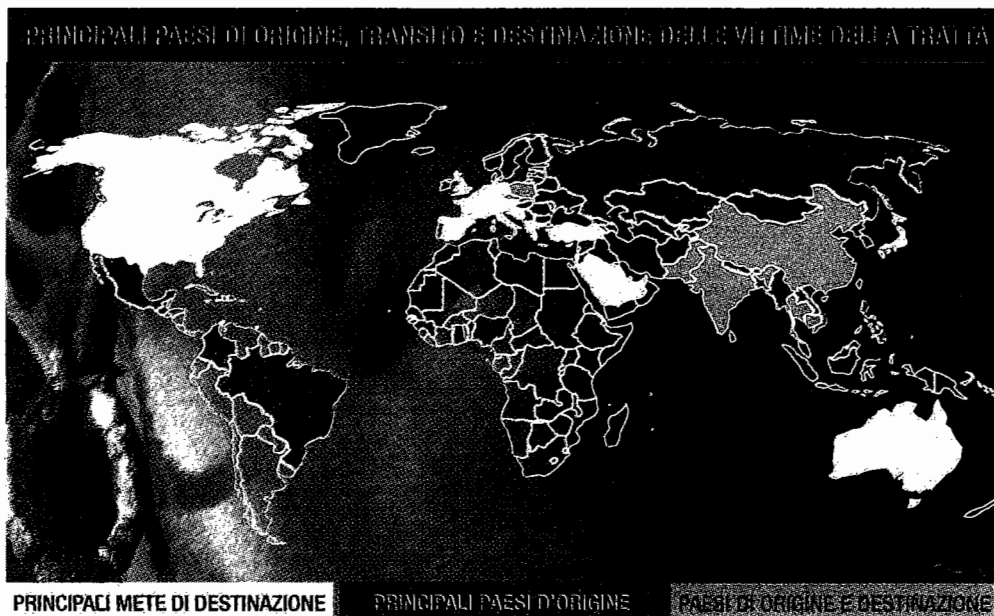 PRINCIPALI PAESI DI ORIGINE, TRANSITO E DESTINAZIONE DELLE VITTIME DELLA TRATTA
PRINCIPALI METE DI DESTINAZIONE
PRINCIPALI PAESI D'ORIGINE
PAESI DI ORIGINE E DESTINAZIONE